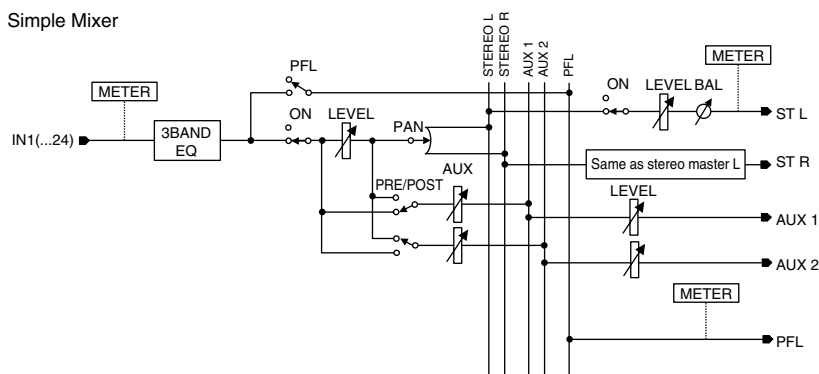 Simple Mixer
STEREO L
STEREO R
AUX 1
AUX 2
PFL
METER
PFL
ON
LEVEL
PAN
IN1(...24)
3BAND
EQ
PRE/POST
AUX
METER
ON
LEVEL
BAL
ST L
Same as stereo master L
ST R
LEVEL
AUX 1
AUX 2
METER
PFL